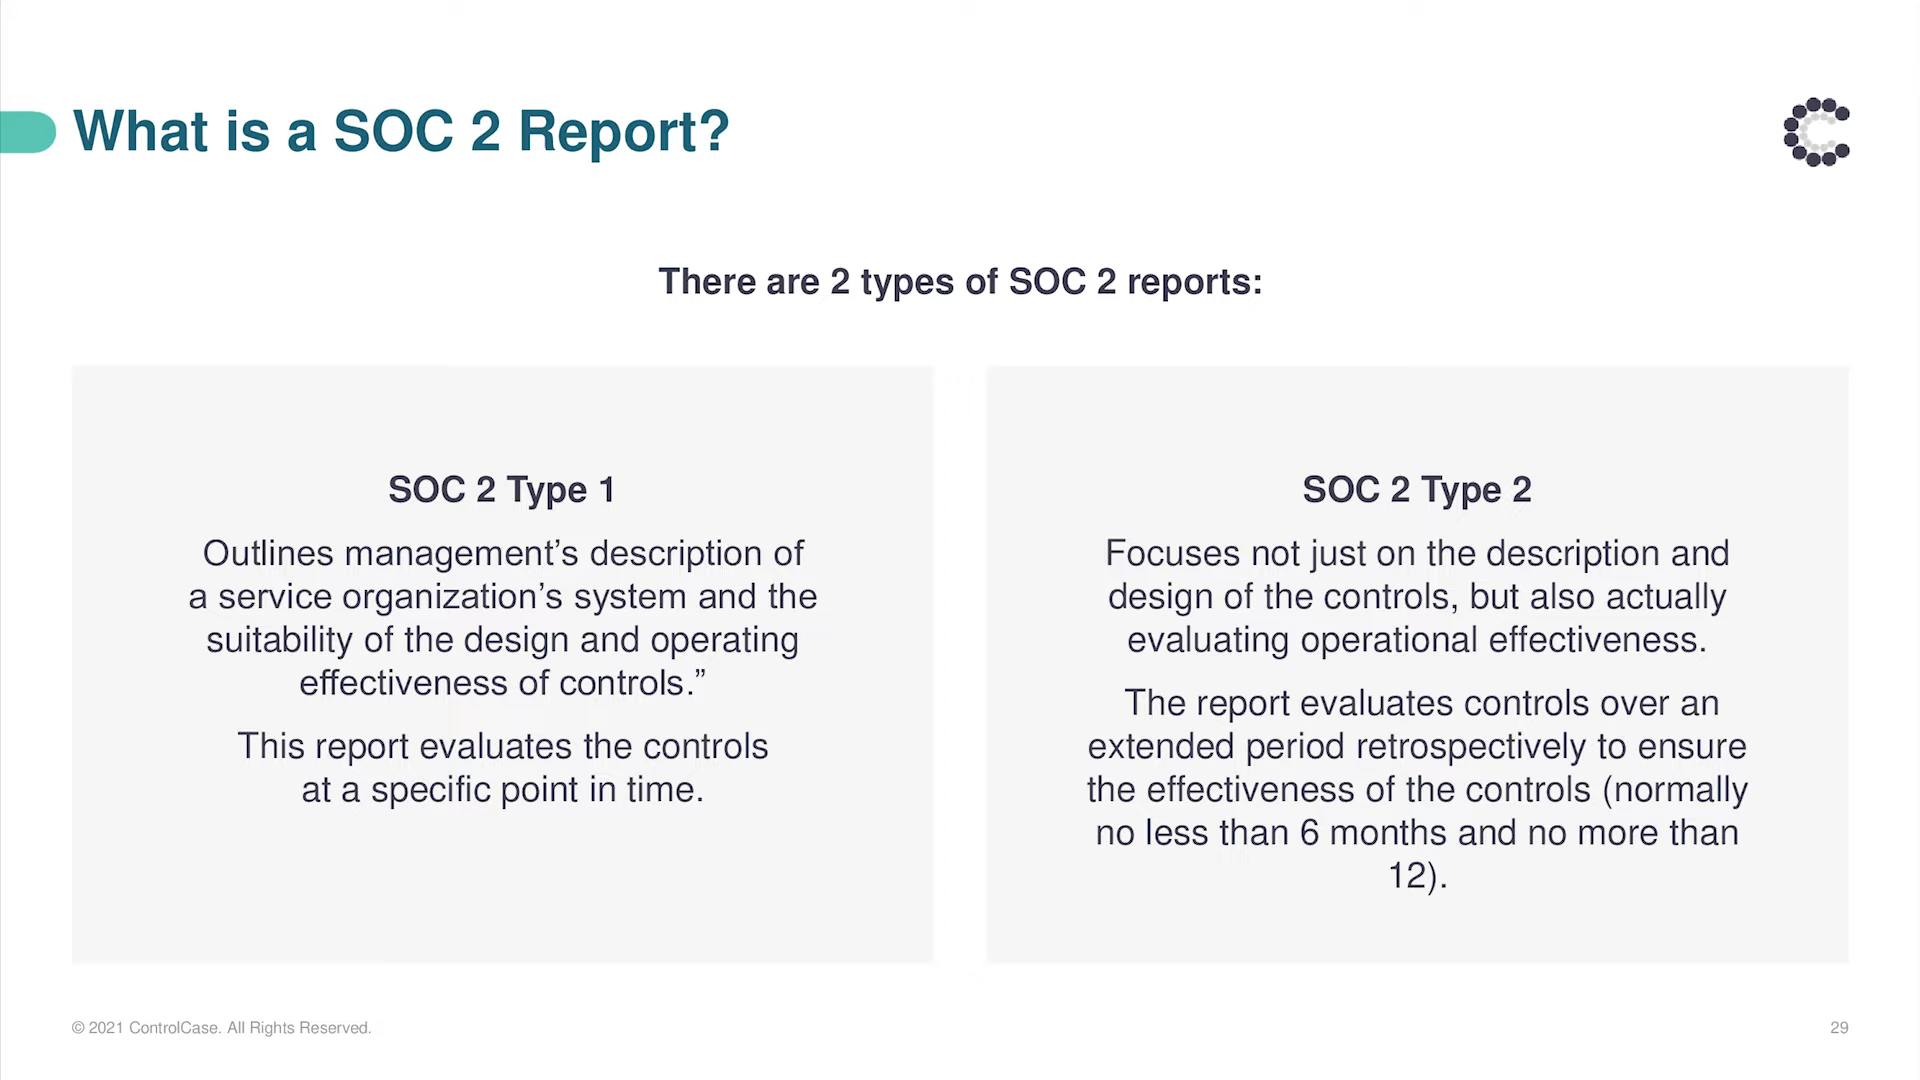 What is a SOC 2 Report?
There are 2 types of SOC 2 reports:
SOC 2 Type 1
Outlines management’s description of
a service organization’s system and the
suitability of the design and operating
effectiveness of controls.”
This report evaluates the controls
at a specific point in time.
SOC 2 Type 2
Focuses not just on the description and
design of the controls, but also actually
evaluating operational effectiveness.
The report evaluates controls over an
extended period retrospectively to ensure
the effectiveness of the controls (normally
no less than 6 months and no more than
12).
© 2021 ControlCase. All Rights Reserved.
29